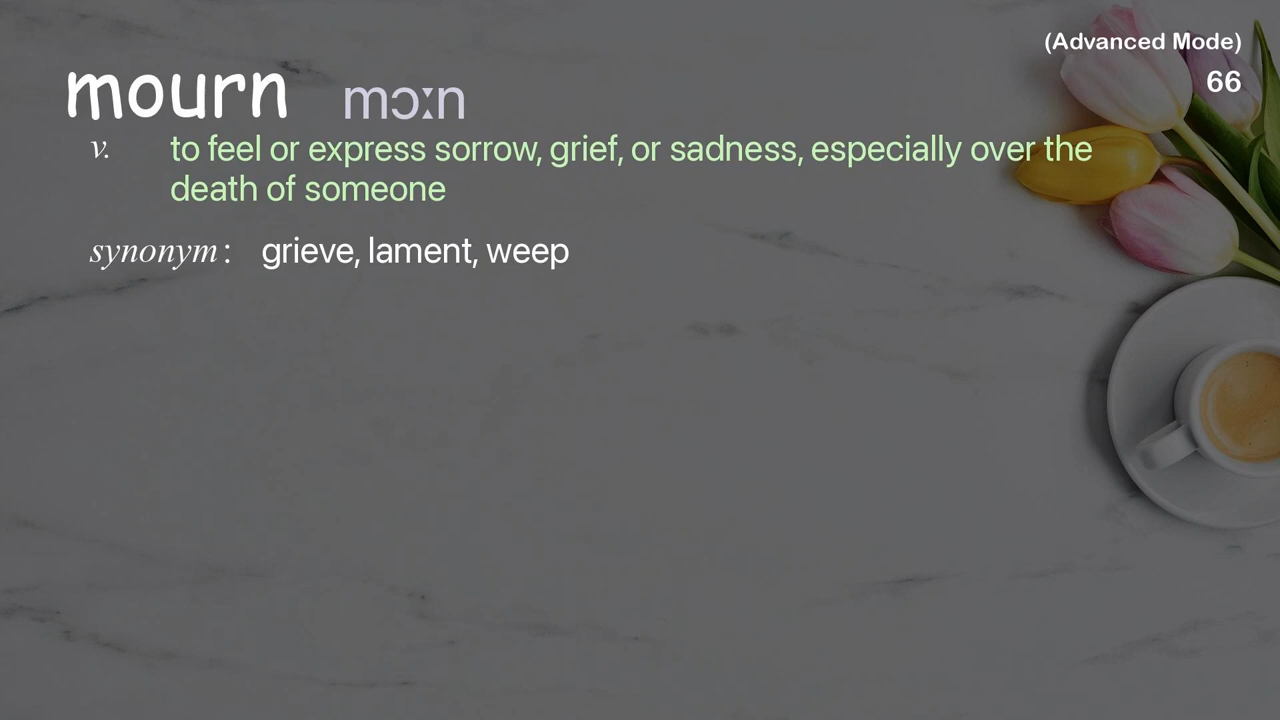 (Advanced Mode)
66
mourn mɔːn
v. to feel or express sorrow, grief, or sadness, especially over the
death of someone
synonym : grieve, lament, weep